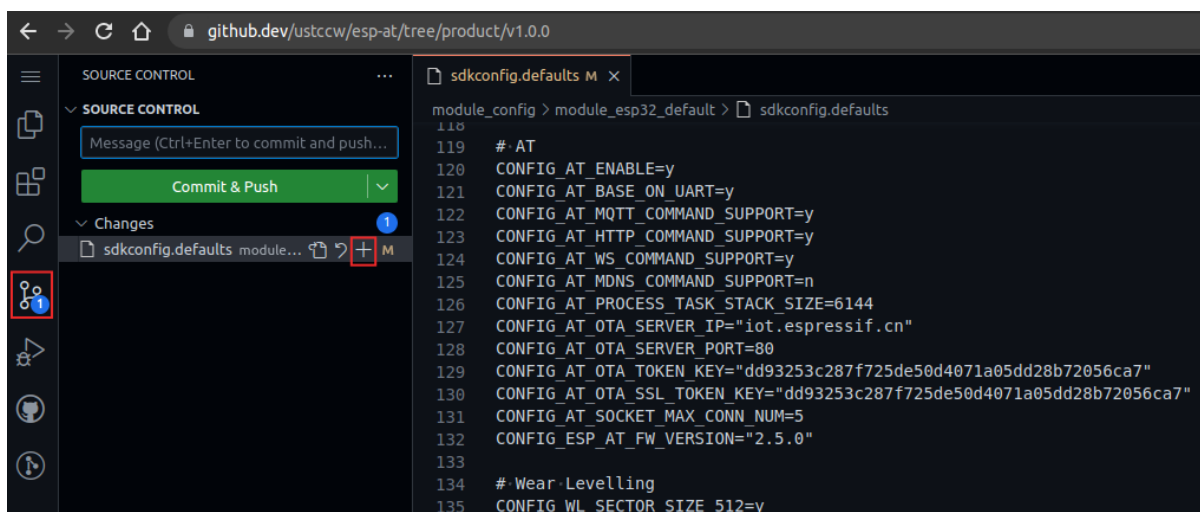 github.dev/ustccw/esp-at/tree/product/v1.0.0
SOURCE CONTROL ...
SOURCE CONTROL
Message (Ctrl+Enter to commit and push...
Commit & Push
Changes 1
sdkconfig.defaults module... M
1
sdkconfig.defaults M
module_config > module_esp32_default > sdkconfig.defaults
118
119 # AT
120 CONFIG_AT_ENABLE=y
121 CONFIG_AT_BASE_ON_UART=y
122 CONFIG_AT_MQTT_COMMAND_SUPPORT=y
123 CONFIG_AT_HTTP_COMMAND_SUPPORT=y
124 CONFIG_AT_WS_COMMAND_SUPPORT=y
125 CONFIG_AT_MDNS_COMMAND_SUPPORT=n
126 CONFIG_AT_PROCESS_TASK_STACK_SIZE=6144
127 CONFIG_AT_OTA_SERVER_IP="iot.espressif.cn"
128 CONFIG_AT_OTA_SERVER_PORT=80
129 CONFIG_AT_OTA_TOKEN_KEY="dd93253c287f725de50d4071a05dd28b72056ca7"
130 CONFIG_AT_OTA_SSL_TOKEN_KEY="dd93253c287f725de50d4071a05dd28b72056ca7"
131 CONFIG_AT_SOCKET_MAX_CONN_NUM=5
132 CONFIG_ESP_AT_FW_VERSION="2.5.0"
133
134 # Wear Levelling
135 CONFIG_WL_SECTOR_SIZE_512=y